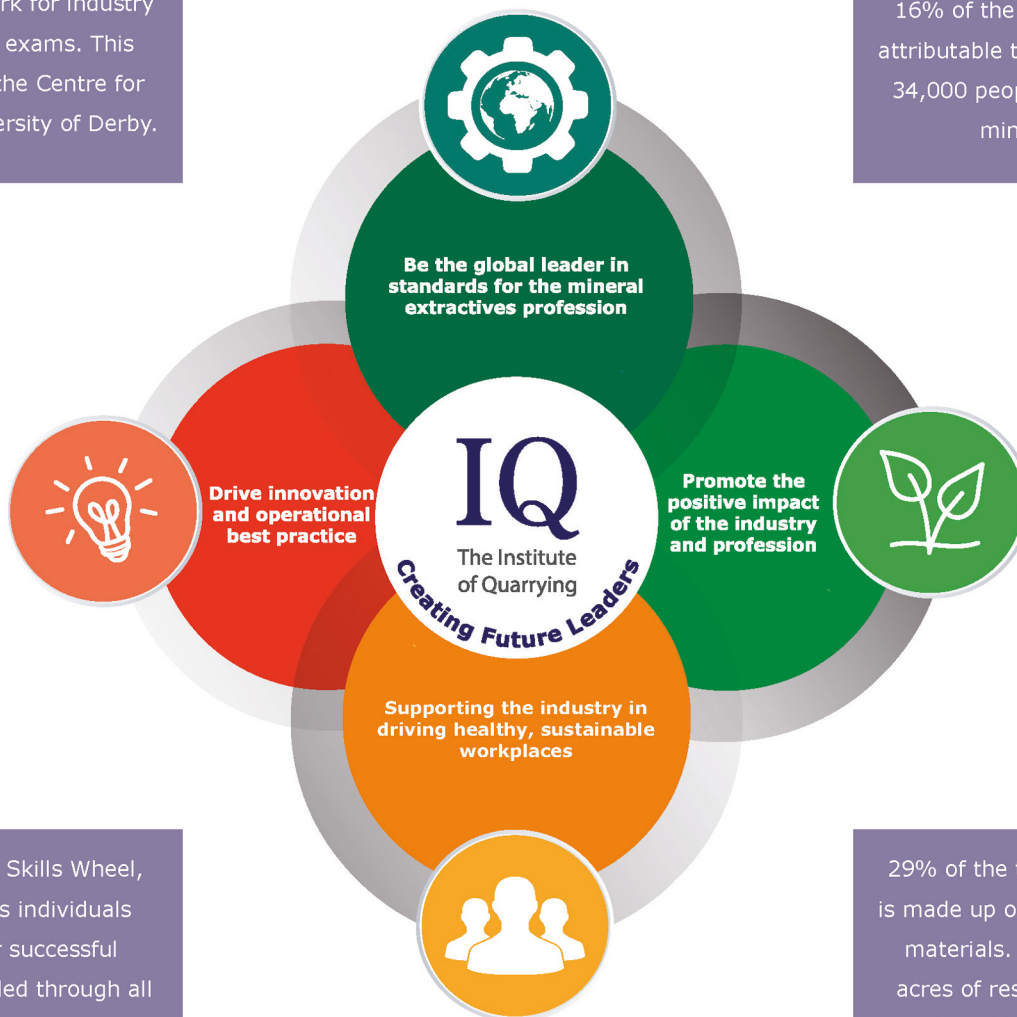 rk for Industry
exams. This
the Centre for
ersity of Derby.
16% of the
attributable t
34,000 peop
min
Be the global leader in
standards for the mineral
extractives profession
Drive innovation
and operational
best practice
IQ
The Institute
of Quarrying
Creating Future Leaders
Promote the
positive impact
of the industry
and profession
Supporting the industry in
driving healthy, sustainable
workplaces
Skills Wheel,
s individuals
r successful
led through all
29% of the
is made up o
materials.
acres of res